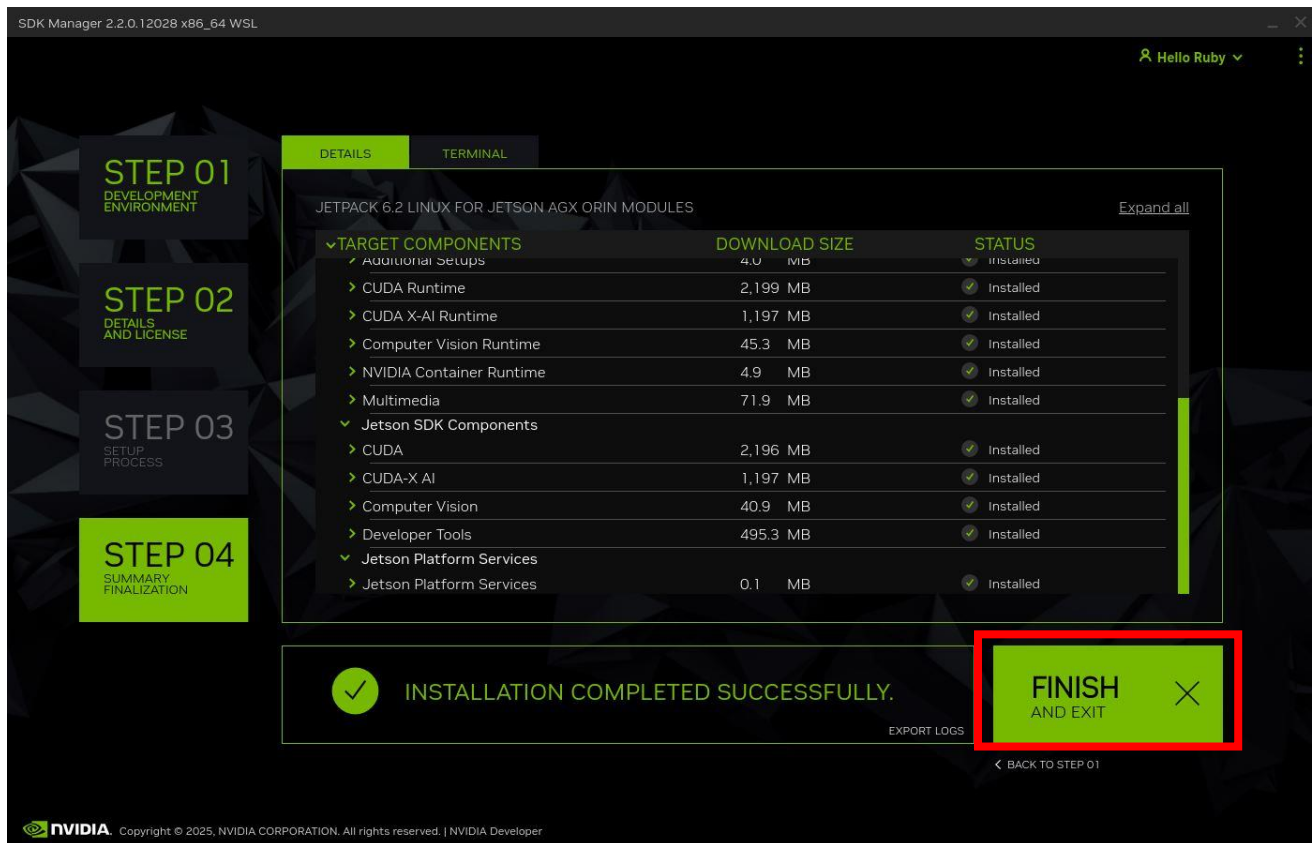 SDK Manager 2.2.0.12028 x86_64 WSL
Hello Ruby
STEP 01
DEVELOPMENT
ENVIRONMENT
STEP 02
DETAILS
AND LICENSE
STEP 03
SETUP
PROCESS
STEP 04
SUMMARY
FINALIZATION
DETAILS TERMINAL
JETPACK 6.2 LINUX FOR JETSON AGX ORIN MODULES Expand all
TARGET COMPONENTS DOWNLOAD SIZE STATUS
Additional Setups 4.0 MB Installed
CUDA Runtime 2,199 MB Installed
CUDA X-AI Runtime 1,197 MB Installed
Computer Vision Runtime 45.3 MB Installed
NVIDIA Container Runtime 4.9 MB Installed
Multimedia 71.9 MB Installed
Jetson SDK Components
CUDA 2,196 MB Installed
CUDA-X AI 1,197 MB Installed
Computer Vision 40.9 MB Installed
Developer Tools 495.3 MB Installed
Jetson Platform Services
Jetson Platform Services 0.1 MB Installed
INSTALLATION COMPLETED SUCCESSFULLY.
EXPORT LOGS
FINISH
AND EXIT
BACK TO STEP 01
NVIDIA. Copyright © 2025, NVIDIA CORPORATION. All rights reserved. | NVIDIA Developer